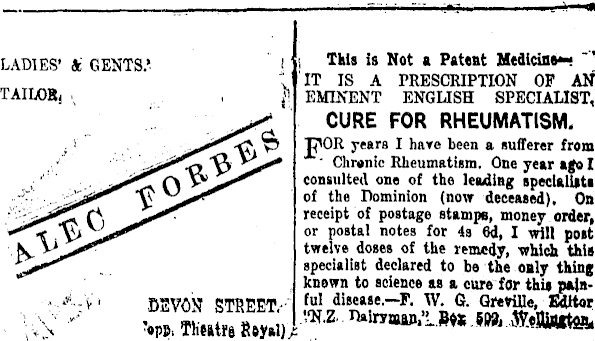 LADIES' & GENTS.'
TAILOR,
ALEC FORBES
DEVON STREET.
opp. Theatre Royal)
This is Not a Patent Medicine—
IT IS A PRESCRIPTION OF AN
EMINENT ENGLISH SPECIALIST,
CURE FOR RHEUMATISM.
FOR years I have been a sufferer from
Chronic Rheumatism. One year ago I
consulted one of the leading specialists
of the Dominion (now deceased). On
receipt of postage stamps, money order,
or postal notes for 4s 6d, I will post
twelve doses of the remedy, which this
specialist declared to be the only thing
known to science as a cure for this pain-
ful disease.—F. W. G. Greville, Editor
"N.Z. Dairyman," Box 502, Wellington.